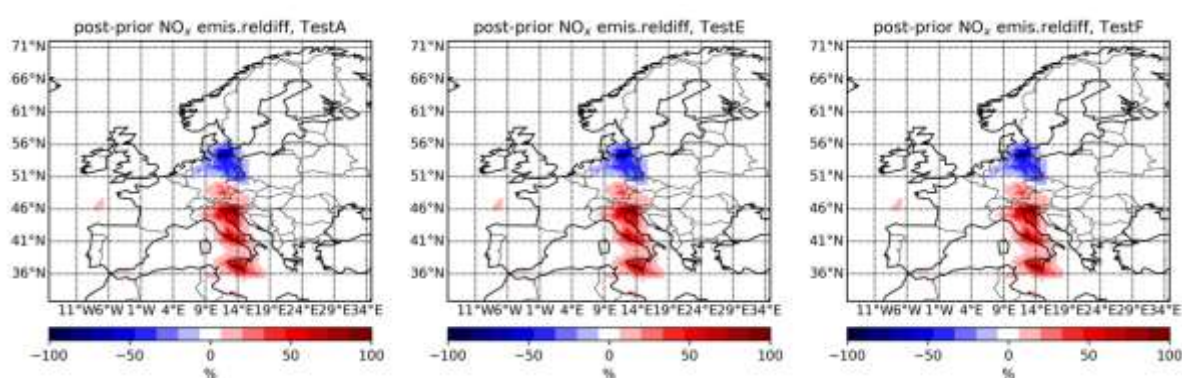 post-prior NOₓ emis.reldiff, TestA
post-prior NOₓ emis.reldiff, TestE
post-prior NOₓ emis.reldiff, TestF
71°N
66°N
61°N
56°N
51°N
46°N
41°N
36°N
11°W6°W 1°W 4°E 9°E 14°E19°E24°E29°E34°E
−100 −50 0 50 100
%
71°N
66°N
61°N
56°N
51°N
46°N
41°N
36°N
11°W6°W 1°W 4°E 9°E 14°E19°E24°E29°E34°E
−100 −50 0 50 100
%
71°N
66°N
61°N
56°N
51°N
46°N
41°N
36°N
11°W6°W 1°W 4°E 9°E 14°E19°E24°E29°E34°E
−100 −50 0 50 100
%